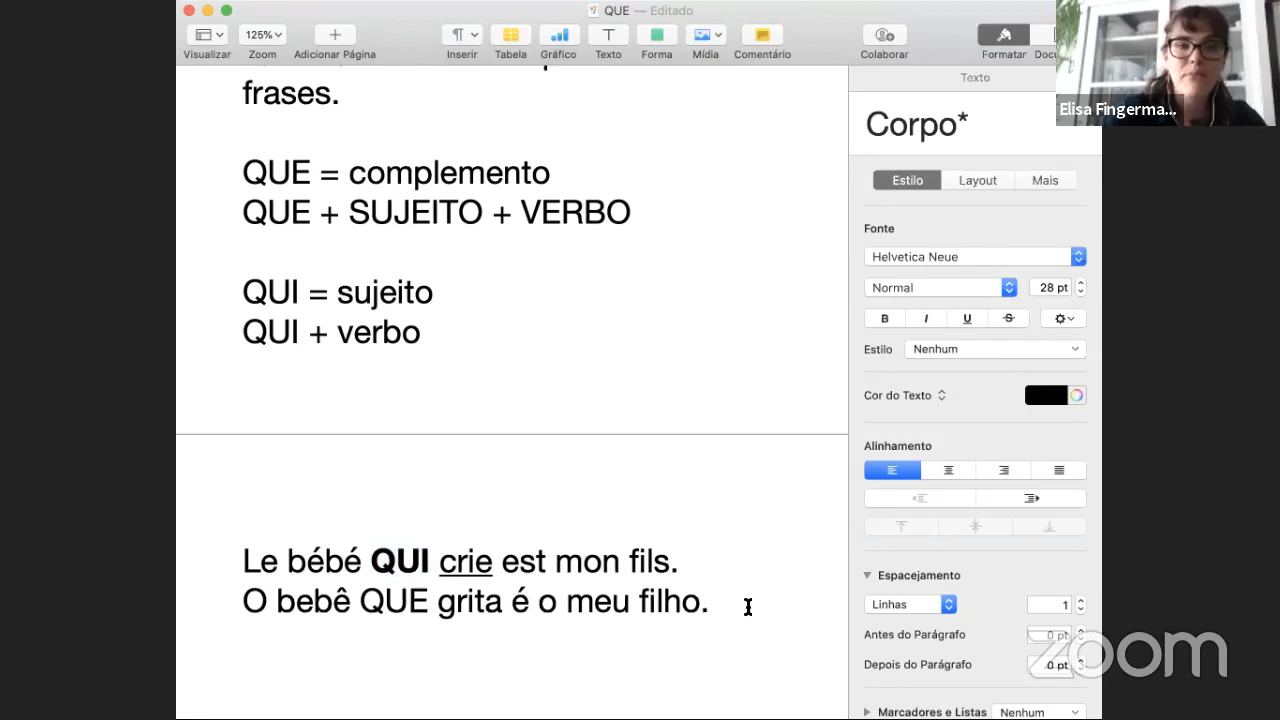 QUE — Editado
125%
Visualizar
Zoom
Adicionar Página
Inserir
Tabela
Gráfico
Texto
Forma
Mídia
Comentário
Colaborar
Formatar
Texto
Elisa Fingerma...
frases.
QUE = complemento
QUE + SUJEITO + VERBO
QUI = sujeito
QUI + verbo
Le bébé QUI crie est mon fils.
O bebê QUE grita é o meu filho.
Corpo*
Estilo Layout Mais
Fonte
Helvetica Neue
Normal 28 pt
B I U S
Estilo Nenhum
Cor do Texto
Alinhamento
Espacejamento
Linhas 1
Antes do Parágrafo 0 pt
Depois do Parágrafo 0 pt
Marcadores e Listas Nenhum
zoom